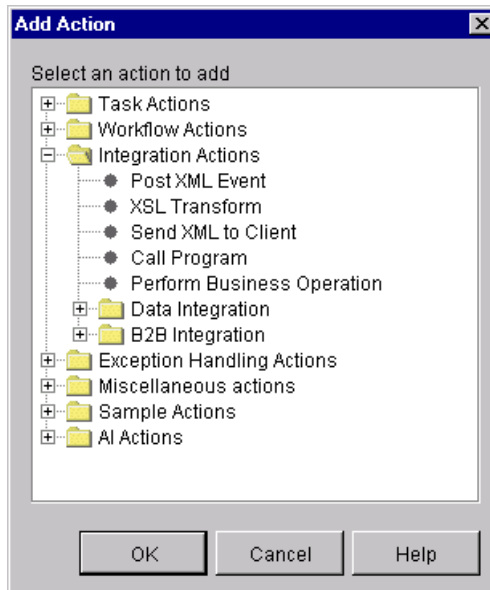 Add Action
Select an action to add
Task Actions
Workflow Actions
Integration Actions
Post XML Event
XSL Transform
Send XML to Client
Call Program
Perform Business Operation
Data Integration
B2B Integration
Exception Handling Actions
Miscellaneous actions
Sample Actions
AI Actions
OK Cancel Help